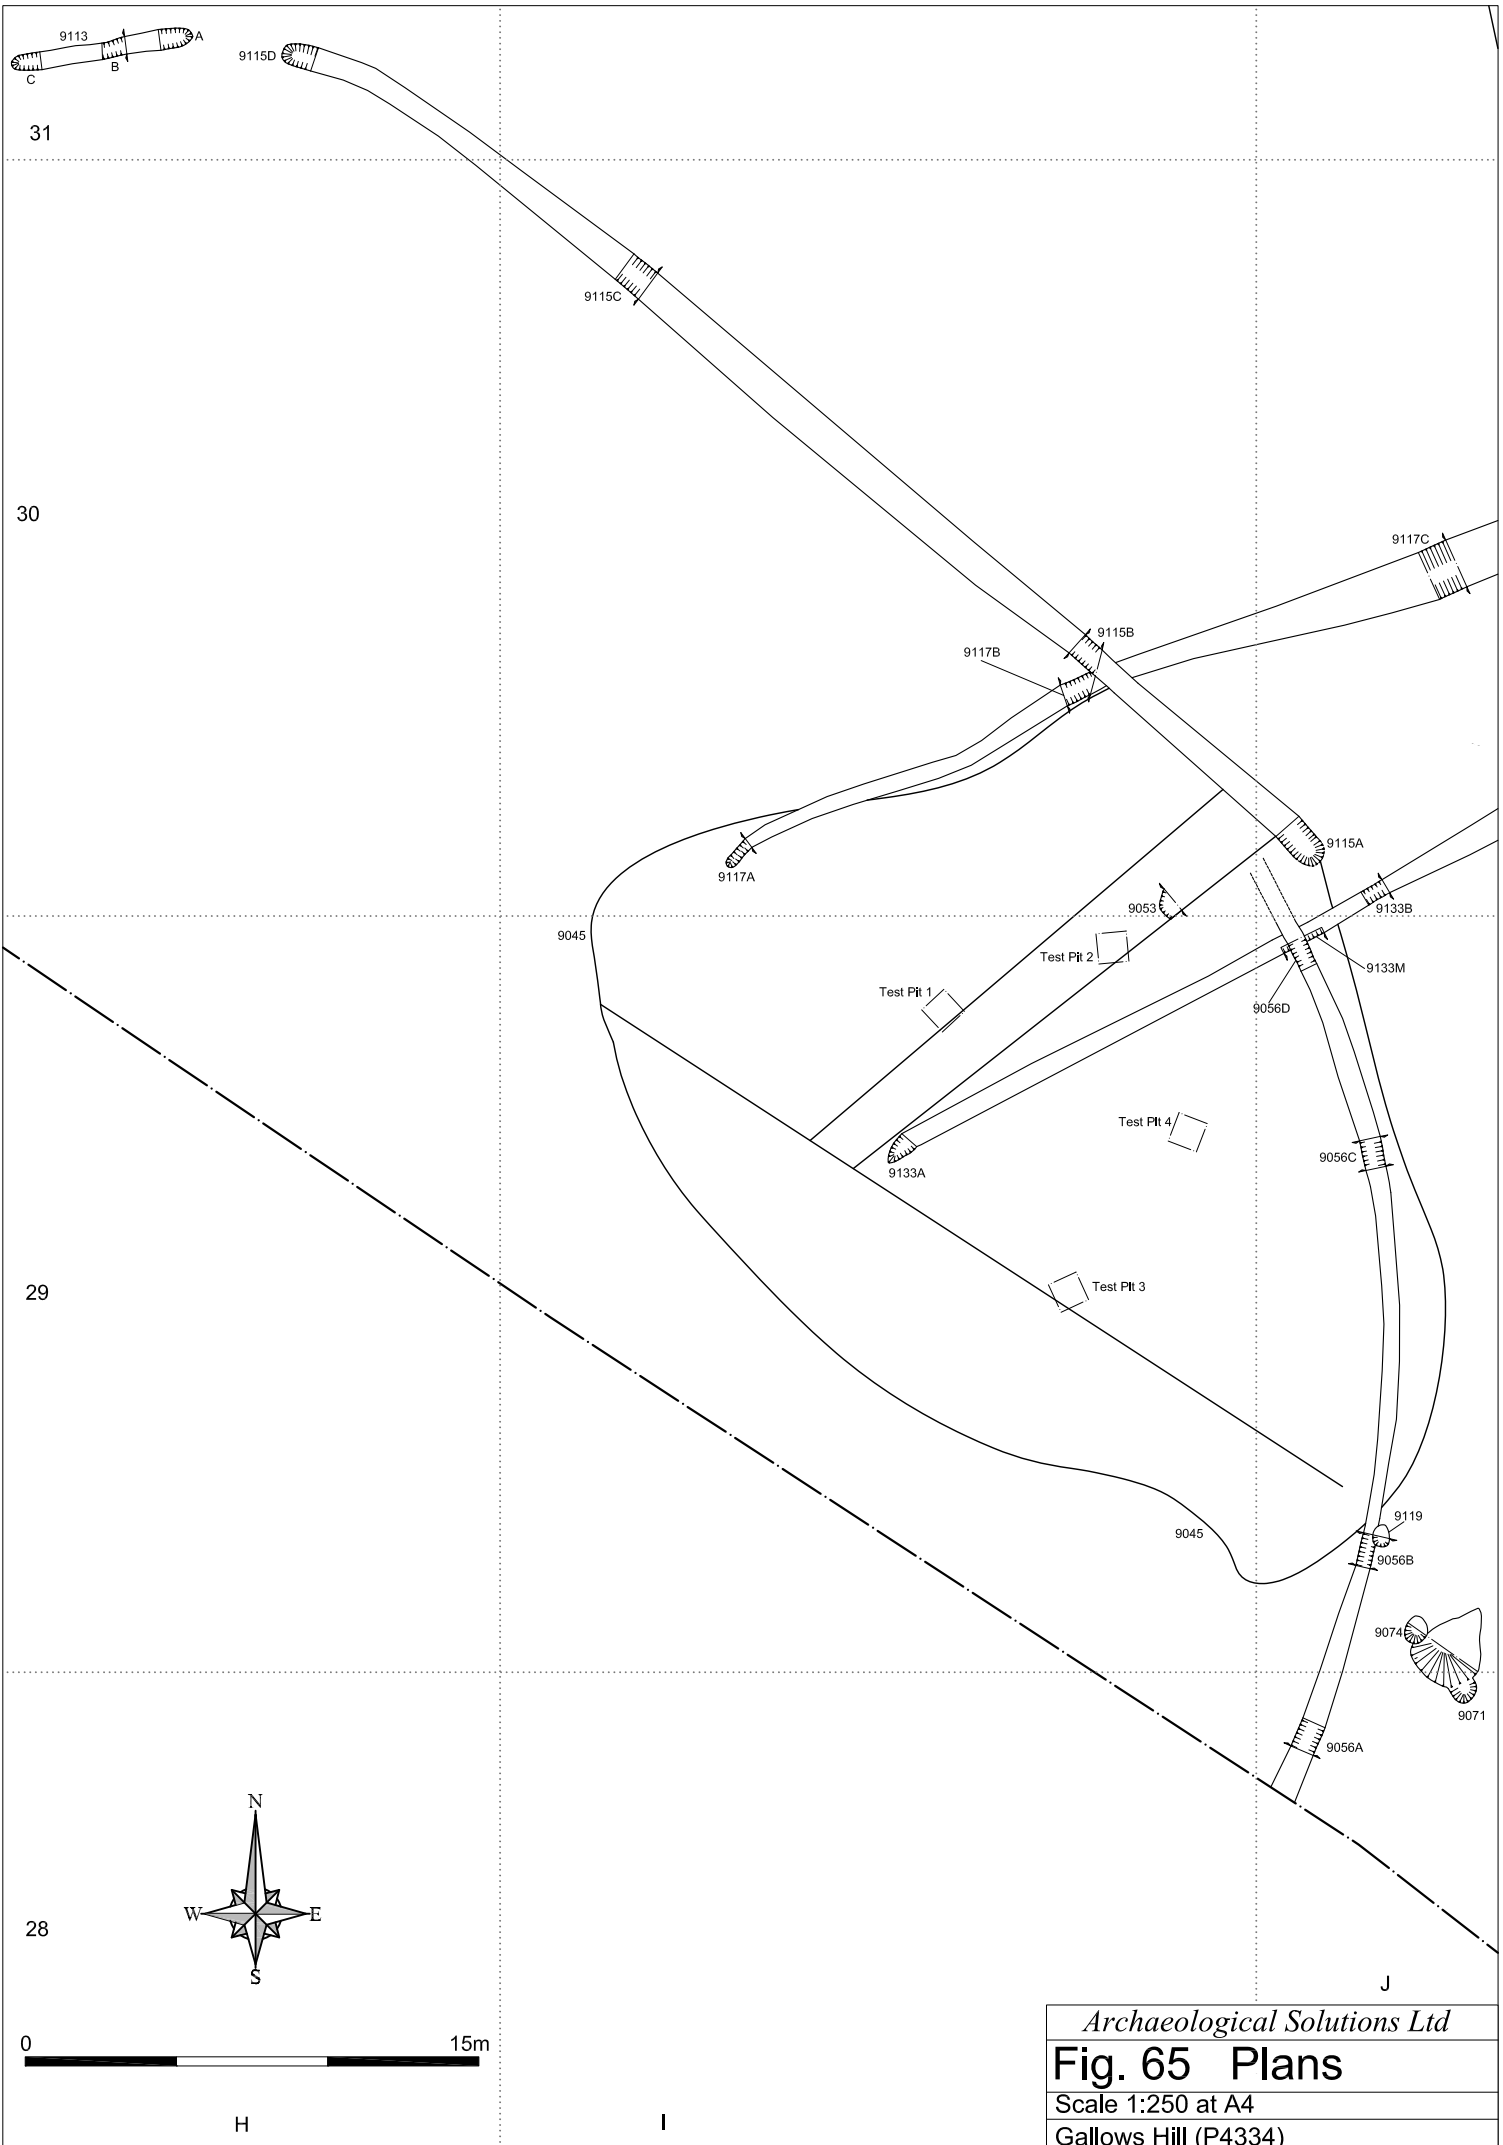 9113
A
B
C
9115D
31
9115C
30
9117C
9115B
9117B
9115A
9117A
9133B
9053
9045
Test Pit 2
9133M
Test Pit 1
9056D
Test Pit 4
9056C
9133A
Test Pit 3
29
9119
9045
9056B
9074
9071
9056A
N
W
E
S
28
J
0
15m
H
I
Archaeological Solutions Ltd
Fig. 65 Plans
Scale 1:250 at A4
Gallows Hill (P4334)